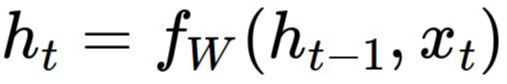 h_t = f_W(h_{t-1}, x_t)